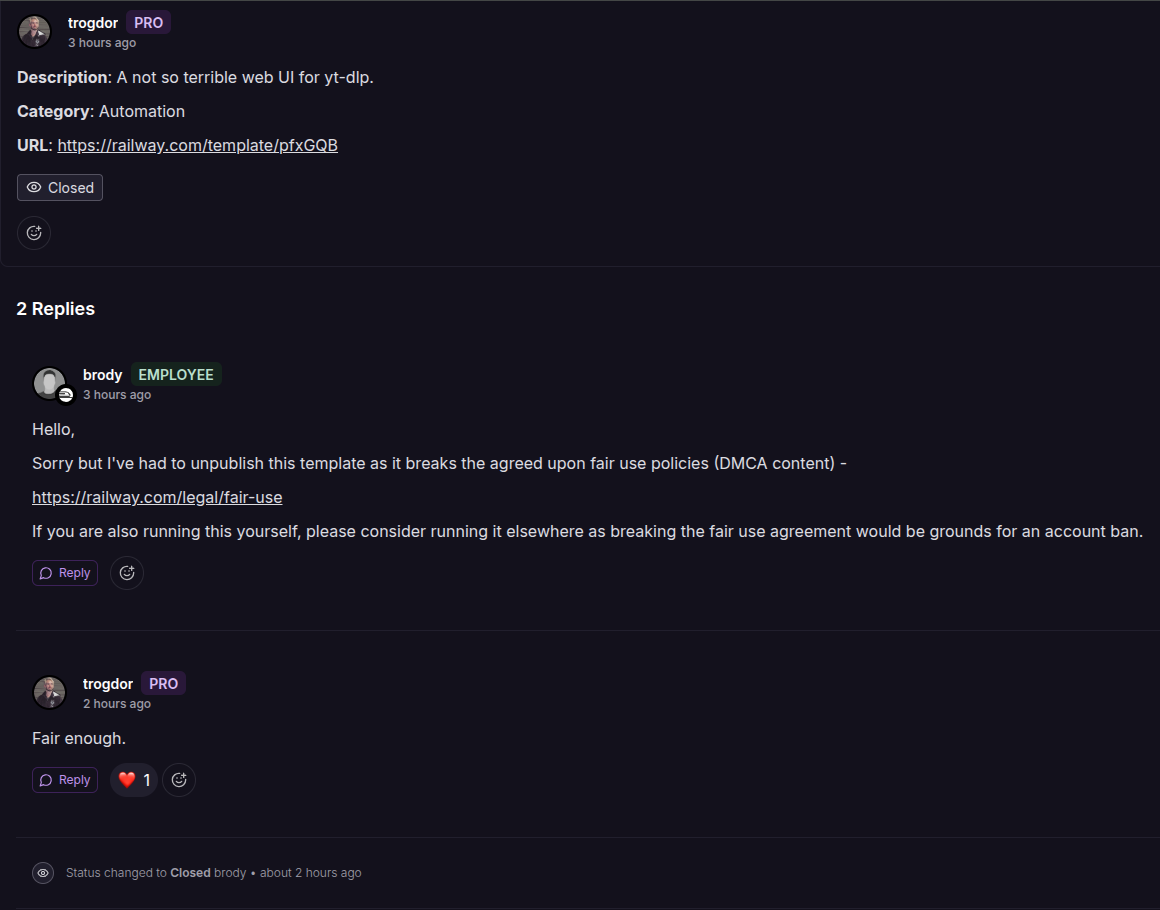 trogdor PRO
3 hours ago
Description: A not so terrible web UI for yt-dlp.
Category: Automation
URL: https://railway.com/template/pfxGQB
Closed
2 Replies
brody EMPLOYEE
3 hours ago
Hello,
Sorry but I've had to unpublish this template as it breaks the agreed upon fair use policies (DMCA content) -
https://railway.com/legal/fair-use
If you are also running this yourself, please consider running it elsewhere as breaking the fair use agreement would be grounds for an account ban.
Reply
trogdor PRO
2 hours ago
Fair enough.
Reply ❤️ 1
Status changed to Closed brody • about 2 hours ago